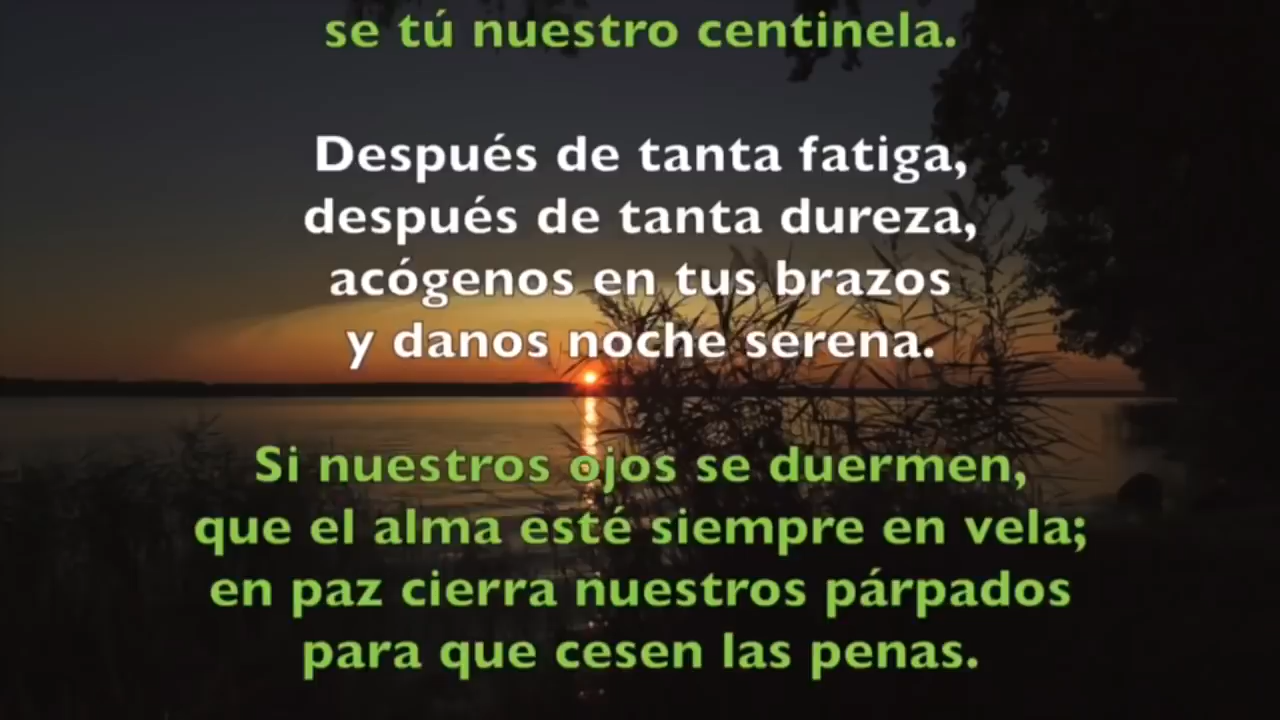 se tú nuestro centinela.
Después de tanta fatiga,
después de tanta dureza,
acógenos en tus brazos
y danos noche serena.
Si nuestros ojos se duermen,
que el alma esté siempre en vela;
en paz cierra nuestros párpados
para que cesen las penas.